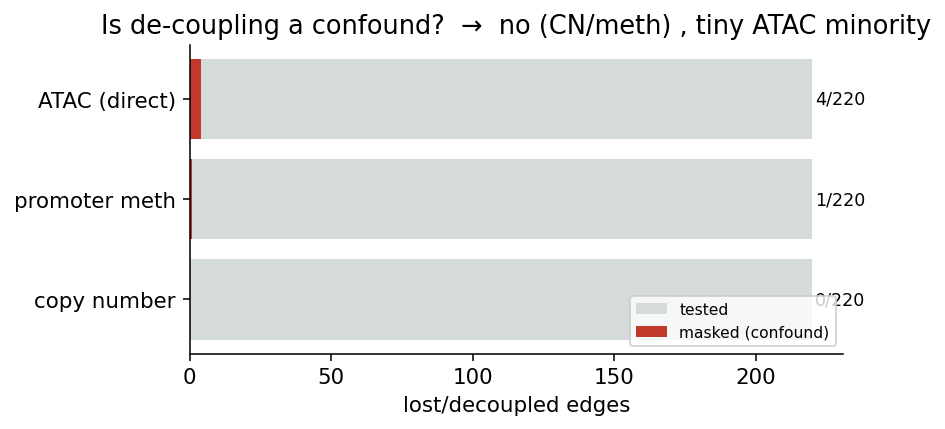 Is de-coupling a confound?  →  no (CN/meth) , tiny ATAC minority
ATAC (direct)
4/220
promoter meth
1/220
copy number
0/220
tested
masked (confound)
0
50
100
150
200
lost/decoupled edges